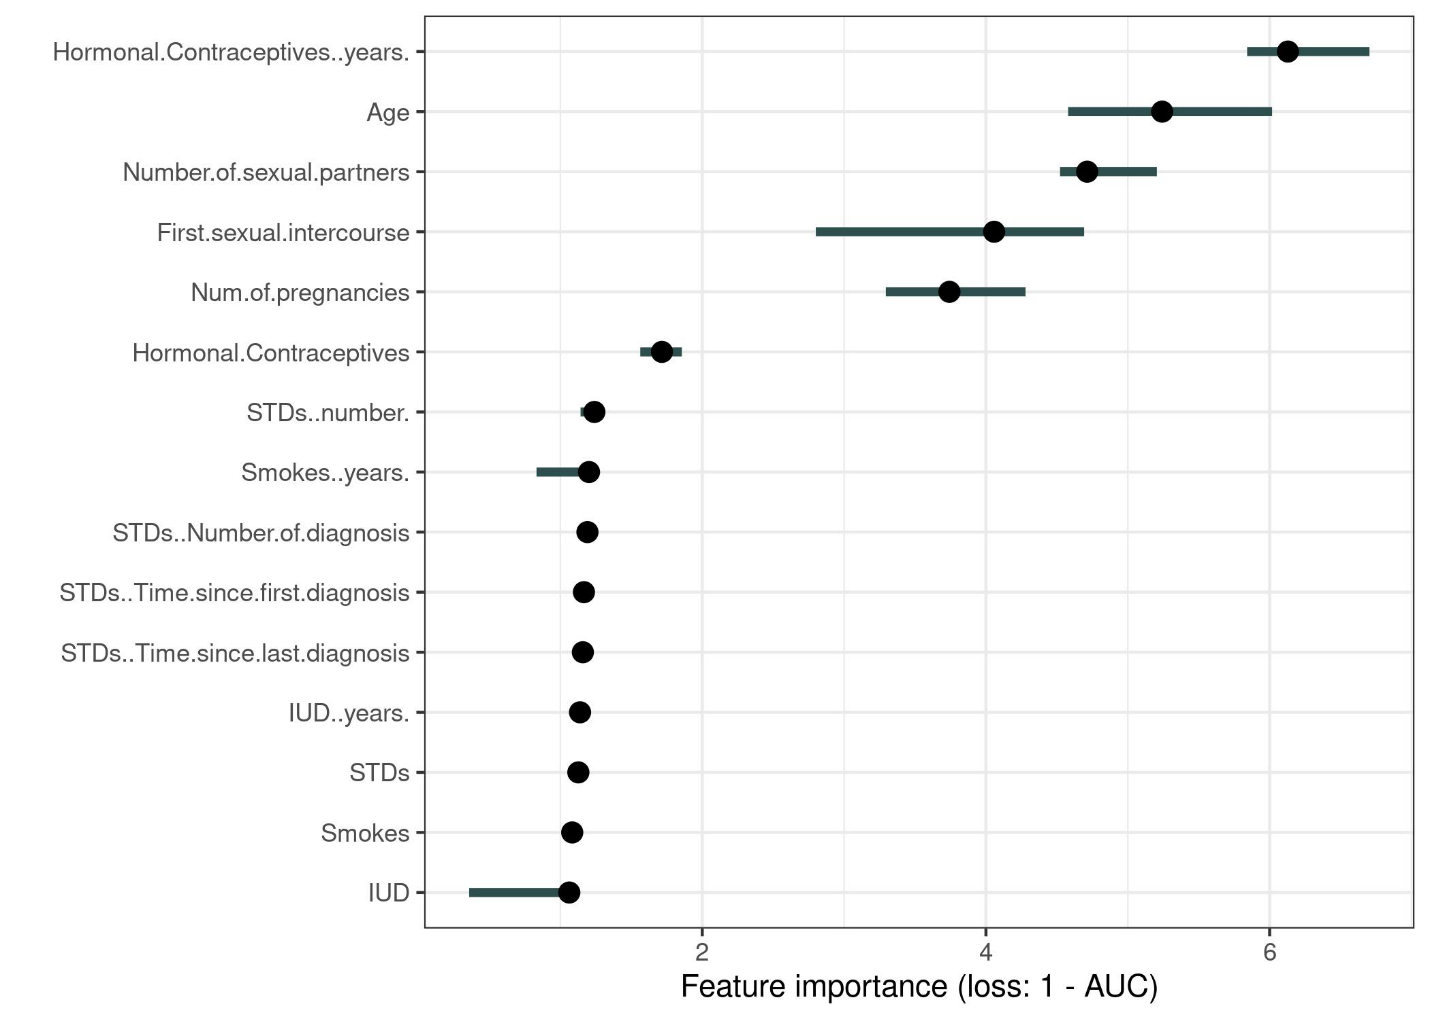 Hormonal.Contraceptives..years.
Age
Number.of.sexual.partners
First.sexual.intercourse
Num.of.pregnancies
Hormonal.Contraceptives
STDs..number.
Smokes..years.
STDs..Number.of.diagnosis
STDs..Time.since.first.diagnosis
STDs..Time.since.last.diagnosis
IUD..years.
STDs
Smokes
IUD
2 4 6
Feature importance (loss: 1 - AUC)